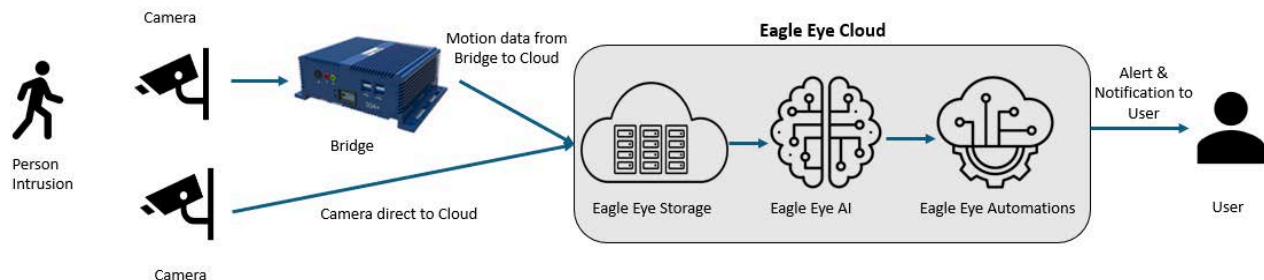 Camera
Eagle Eye Cloud
Motion data from
Bridge to Cloud
Alert &
Notification to
User
Person
Intrusion
Bridge
Camera direct to Cloud
Eagle Eye Storage
Eagle Eye AI
Eagle Eye Automations
User
Camera